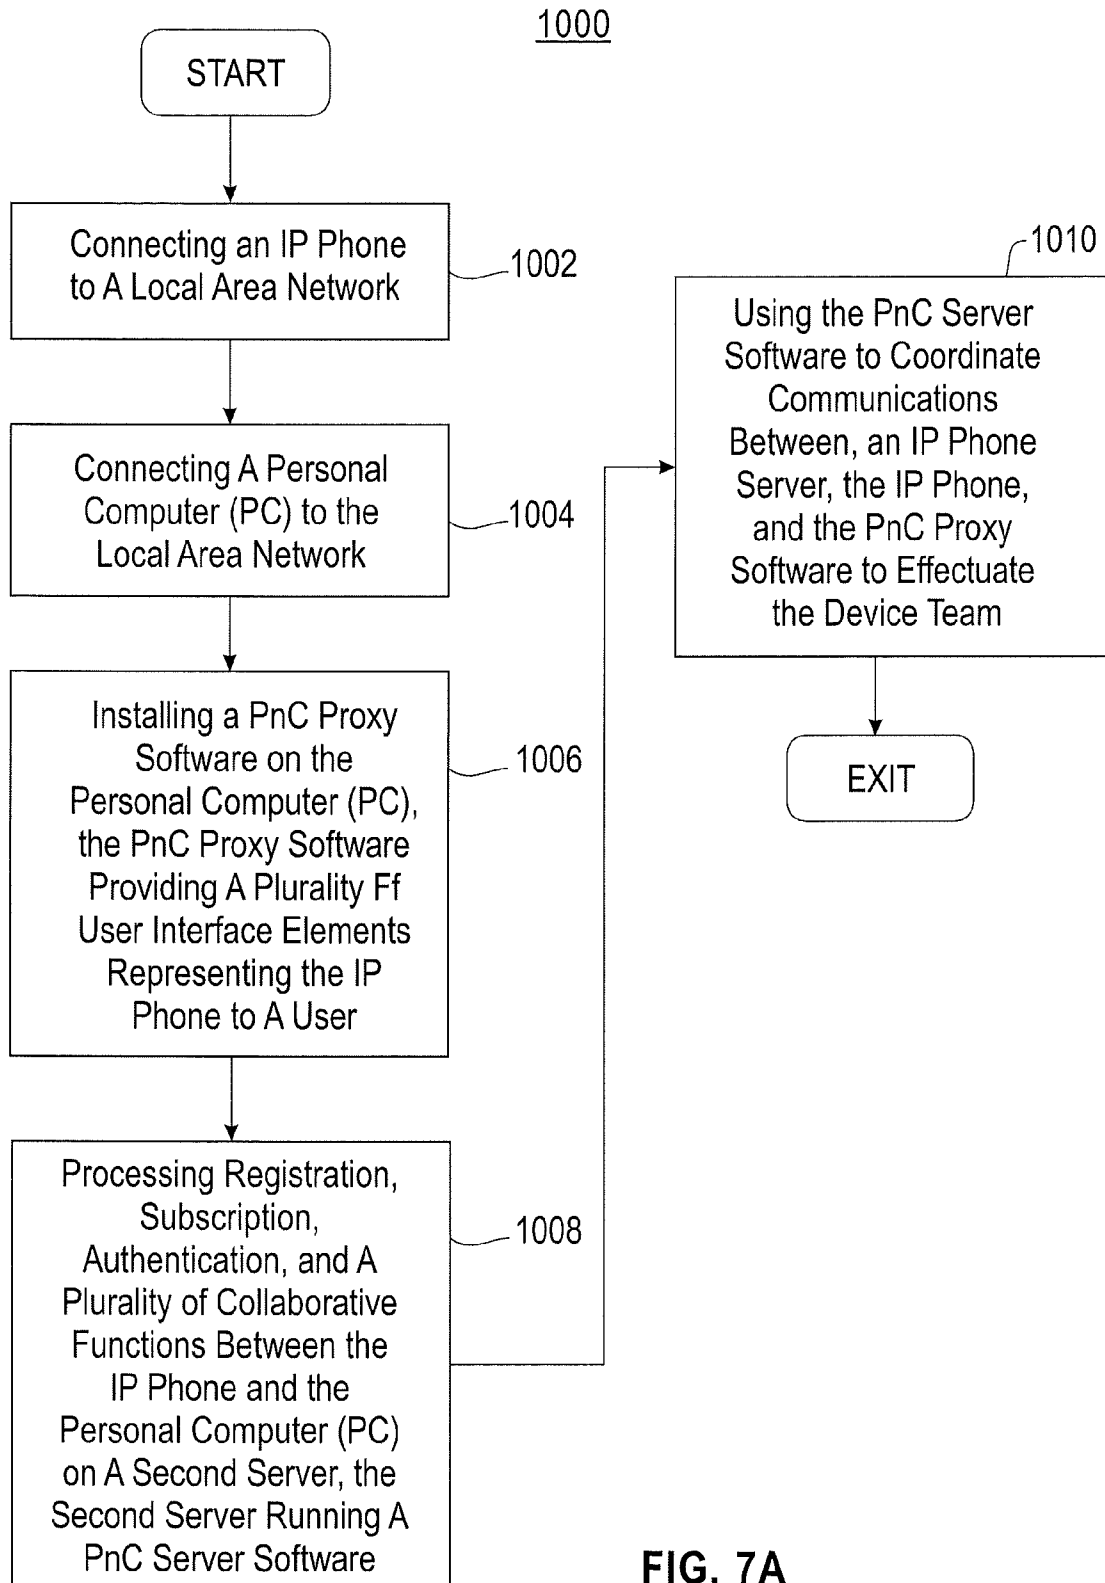 1000
START
Connecting an IP Phone
to A Local Area Network
1002
Connecting A Personal
Computer (PC) to the
Local Area Network
1004
Installing a PnC Proxy
Software on the
Personal Computer (PC),
the PnC Proxy Software
Providing A Plurality Ff
User Interface Elements
Representing the IP
Phone to A User
1006
Processing Registration,
Subscription,
Authentication, and A
Plurality of Collaborative
Functions Between the
IP Phone and the
Personal Computer (PC)
on A Second Server, the
Second Server Running A
PnC Server Software
1008
1010
Using the PnC Server
Software to Coordinate
Communications
Between, an IP Phone
Server, the IP Phone,
and the PnC Proxy
Software to Effectuate
the Device Team
EXIT
FIG. 7A